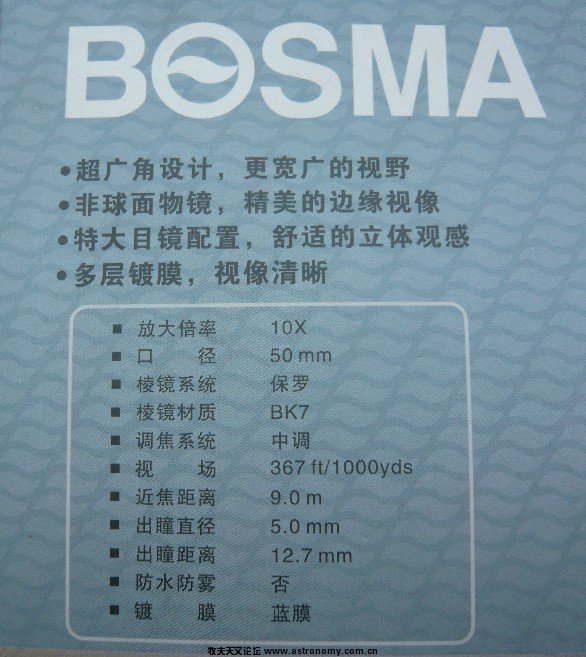 BOSMA
•超广角设计，更宽广的视野
•非球面物镜，精美的边缘视像
•特大目镜配置，舒适的立体观感
•多层镀膜，视像清晰
■ 放大倍率 10X
■ 口 径 50 mm
■ 棱镜系统 保罗
■ 棱镜材质 BK7
■ 调焦系统 中调
■ 视 场 367 ft/1000yds
■ 近焦距离 9.0 m
■ 出瞳直径 5.0 mm
■ 出瞳距离 12.7 mm
■ 防水防雾 否
■ 镀 膜 蓝膜
牧夫天文论坛 www.astronomy.com.cn